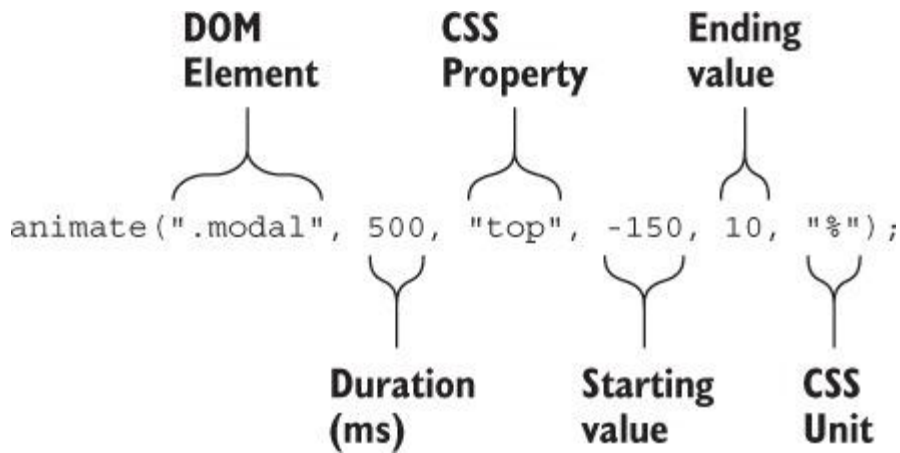 DOM
Element
CSS
Property
Ending
value
animate(".modal", 500, "top", -150, 10, "%");
Duration
(ms)
Starting
value
CSS
Unit